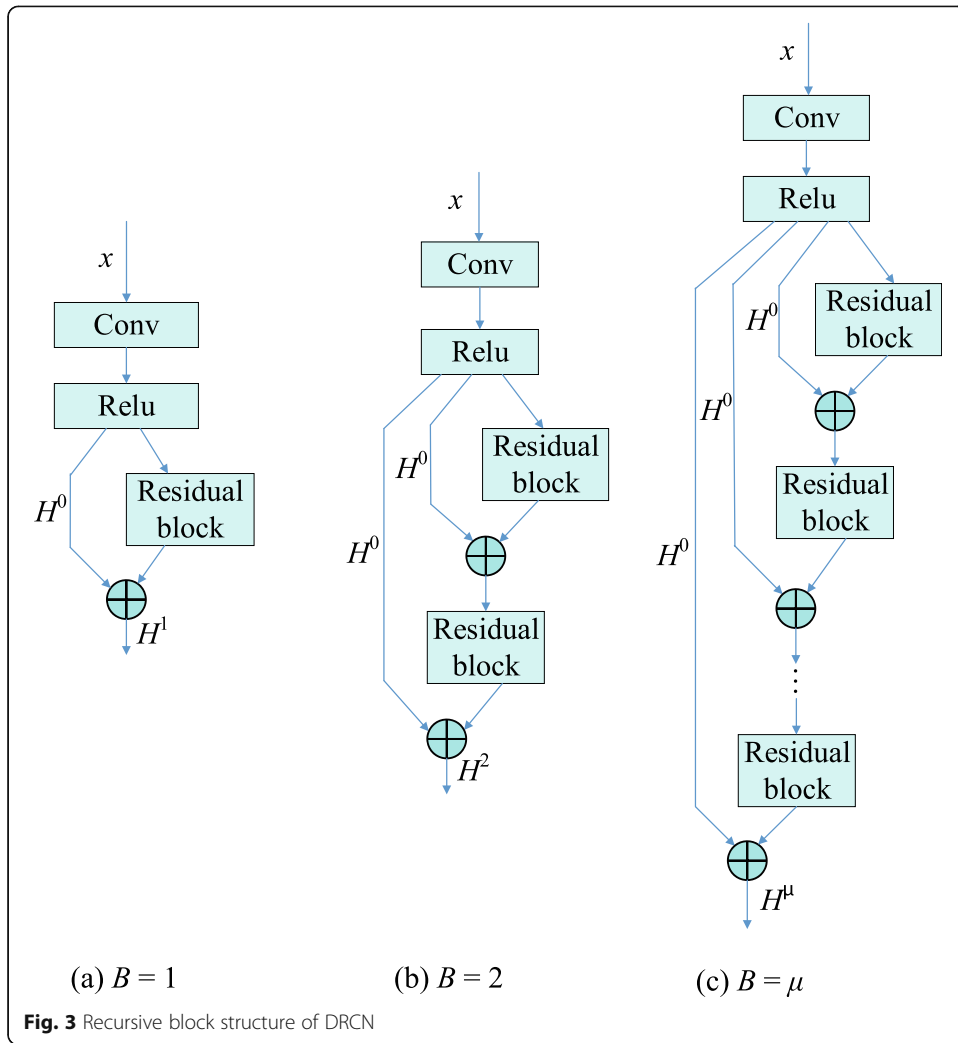 x
Conv
Relu
H⁰
Residual
block
H¹
(a) B = 1
x
Conv
Relu
H⁰
H⁰
Residual
block
Residual
block
H²
(b) B = 2
x
Conv
Relu
H⁰
H⁰
H⁰
Residual
block
Residual
block
⋮
Residual
block
H^μ
(c) B = μ
Fig. 3 Recursive block structure of DRCN